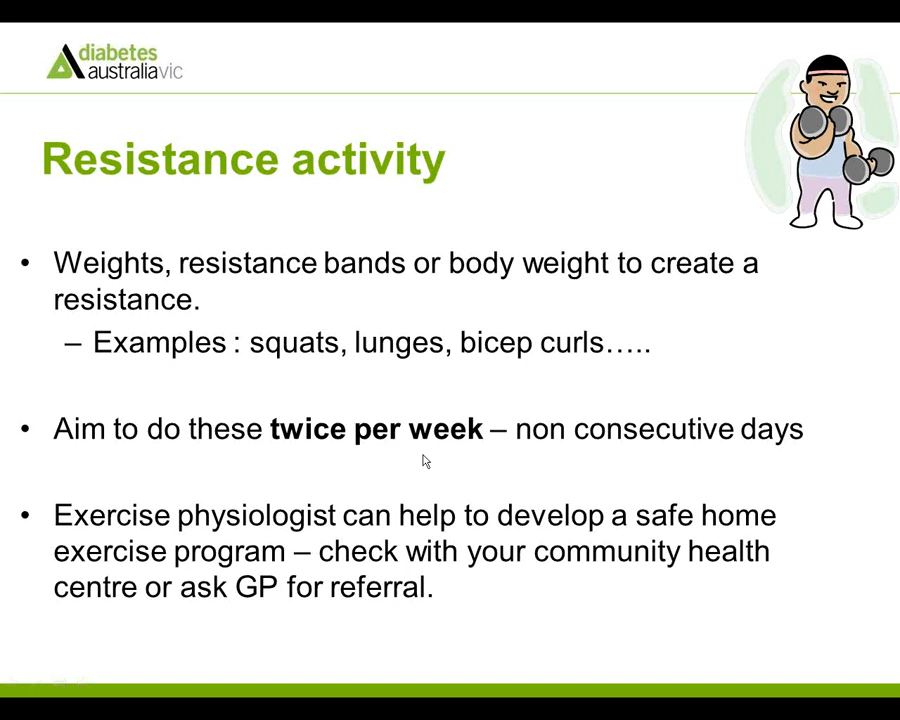 diabetes
australiavic
Resistance activity
• Weights, resistance bands or body weight to create a
resistance.
– Examples : squats, lunges, bicep curls…..
• Aim to do these twice per week – non consecutive days
• Exercise physiologist can help to develop a safe home
exercise program – check with your community health
centre or ask GP for referral.